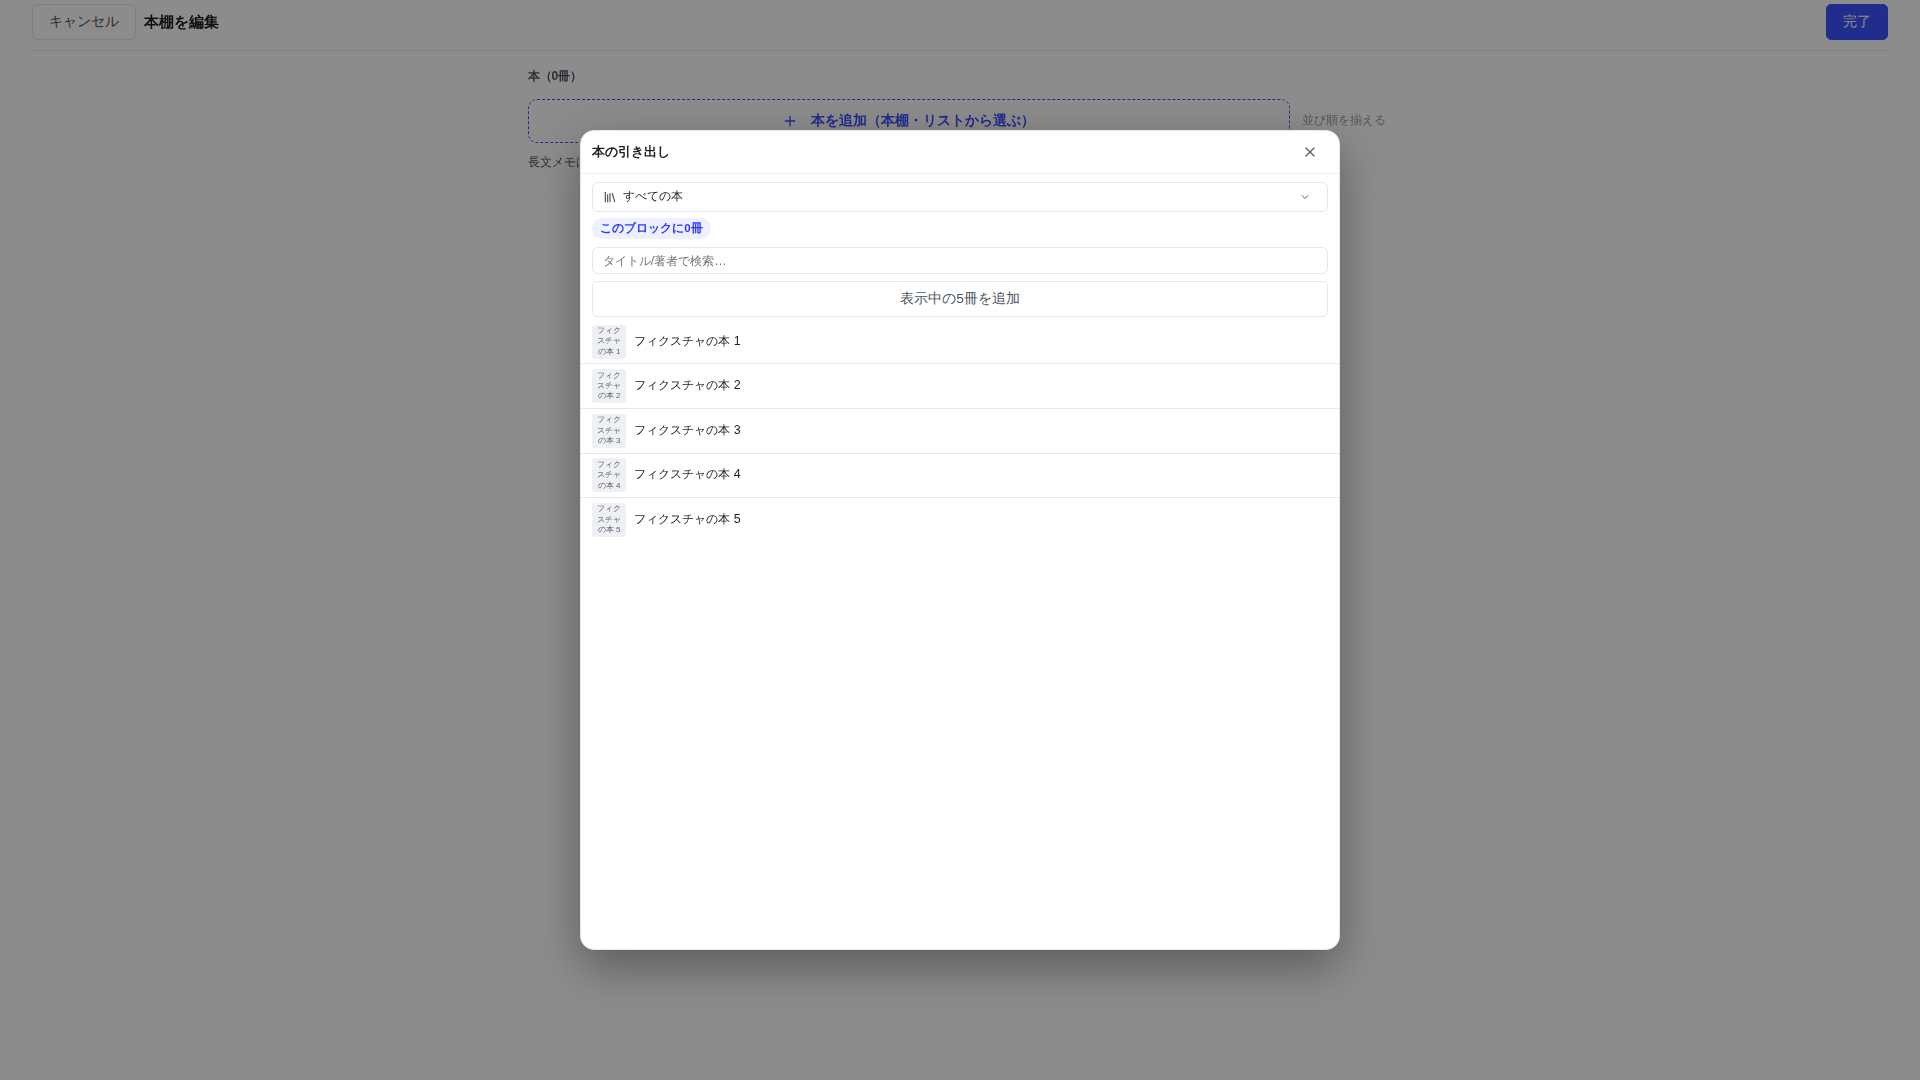 キャンセル
本棚を編集
完了
本（0冊）
本を追加（本棚・リストから選ぶ）
並び順を揃える
長文メモ
本の引き出し
すべての本
このブロックに0冊
タイトル/著者で検索…
表示中の5冊を追加
フィク
スチャ
の本 1
フィクスチャの本 1
フィク
スチャ
の本 2
フィクスチャの本 2
フィク
スチャ
の本 3
フィクスチャの本 3
フィク
スチャ
の本 4
フィクスチャの本 4
フィク
スチャ
の本 5
フィクスチャの本 5